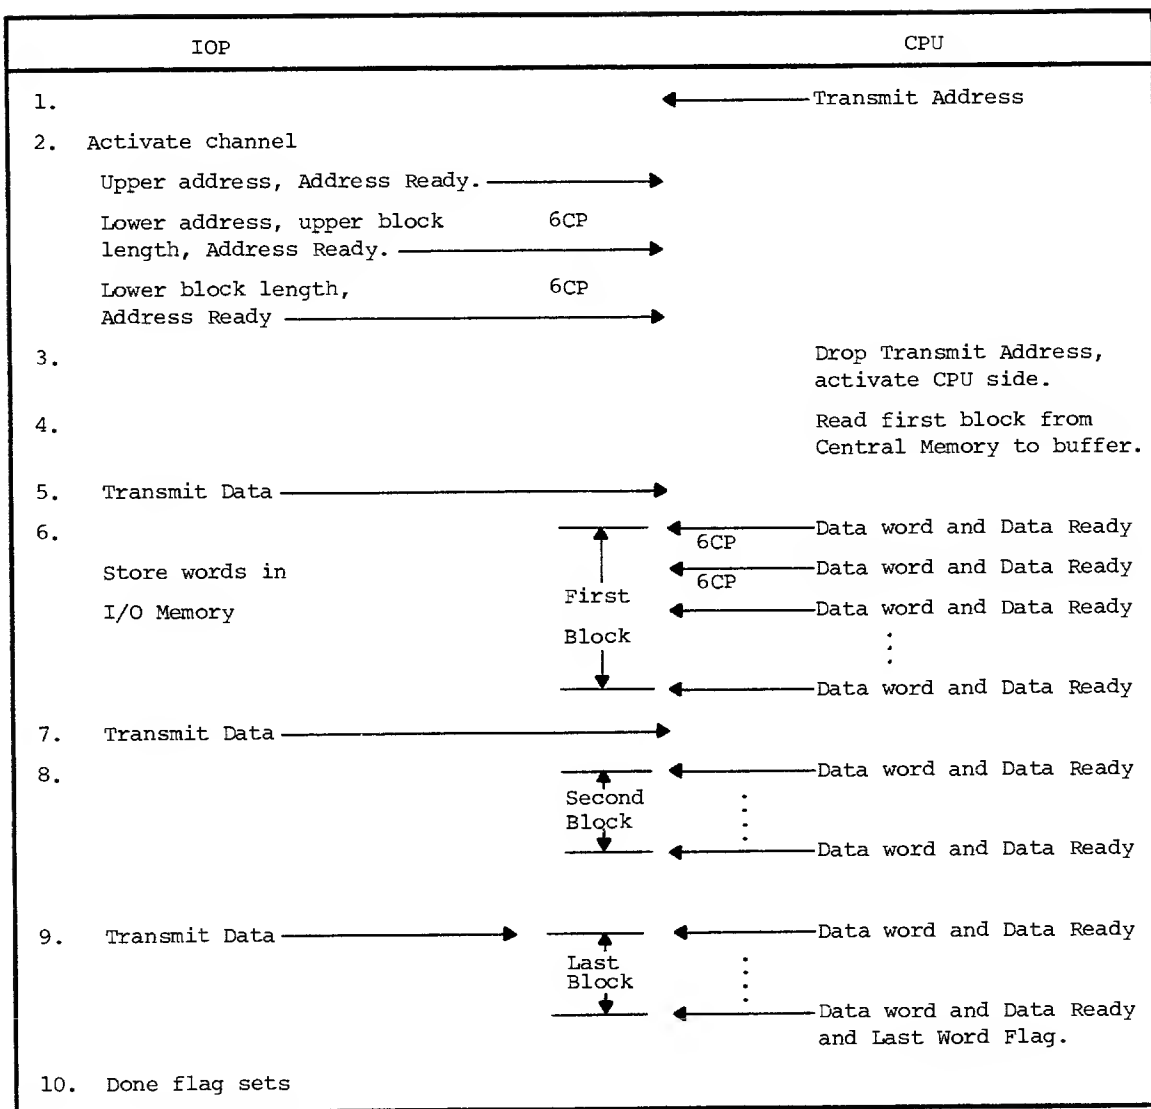 IOP CPU
1. Transmit Address
2. Activate channel
Upper address, Address Ready.
Lower address, upper block 6CP
length, Address Ready.
Lower block length, 6CP
Address Ready
3. Drop Transmit Address,
activate CPU side.
4. Read first block from
Central Memory to buffer.
5. Transmit Data
6. Data word and Data Ready
6CP
Store words in Data word and Data Ready
6CP
I/O Memory First Data word and Data Ready
Block
Data word and Data Ready
7. Transmit Data
8. Data word and Data Ready
Second
Block
Data word and Data Ready
9. Transmit Data Data word and Data Ready
Last
Block
Data word and Data Ready
and Last Word Flag.
10. Done flag sets